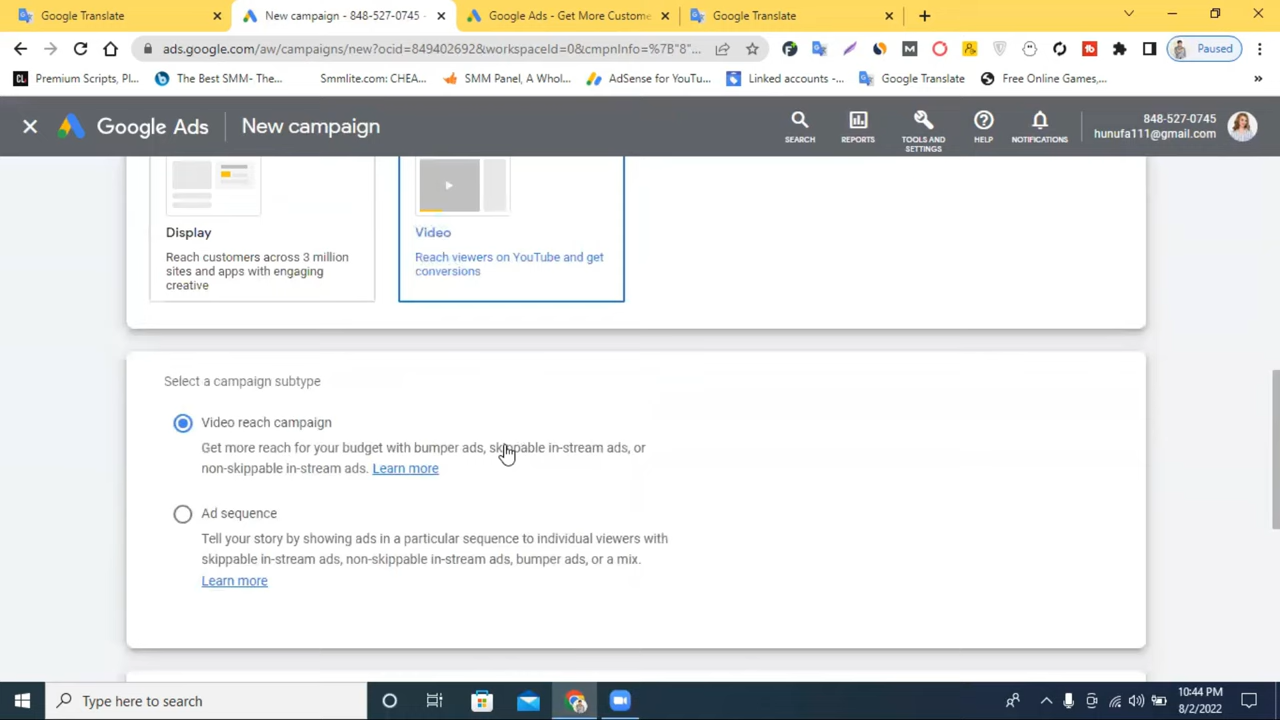 Google Translate
New campaign - 848-527-0745
Google Ads - Get More Custome
Google Translate
ads.google.com/aw/campaigns/new?ocid=849402692&workspaceId=0&cmpnInfo=%7B"8"...
Paused
Premium Scripts, Pl...
The Best SMM- The...
Smmlite.com: CHEA...
SMM Panel, A Whol...
AdSense for YouTu...
Linked accounts -...
Google Translate
Free Online Games,...
Google Ads
New campaign
SEARCH
REPORTS
TOOLS AND
SETTINGS
HELP
NOTIFICATIONS
848-527-0745
hunufa111@gmail.com
Display
Reach customers across 3 million
sites and apps with engaging
creative
Video
Reach viewers on YouTube and get
conversions
Select a campaign subtype
Video reach campaign
Get more reach for your budget with bumper ads, skippable in-stream ads, or
non-skippable in-stream ads. Learn more
Ad sequence
Tell your story by showing ads in a particular sequence to individual viewers with
skippable in-stream ads, non-skippable in-stream ads, bumper ads, or a mix.
Learn more
Type here to search
10:44 PM
8/2/2022